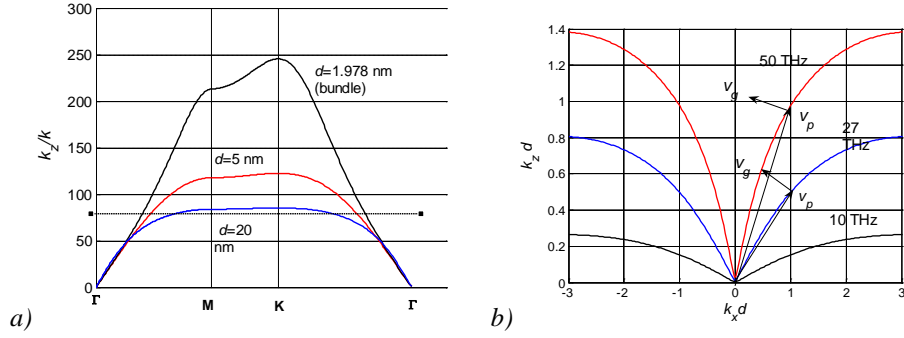 300
250
200
150
100
50
0
k_z/k
d=1.978 nm
(bundle)
d=5 nm
d=20
nm
Γ
M
K
Γ
a)
1.4
1.2
1
0.8
0.6
0.4
0.2
0
k_z d
50 THz
v_g
v_p
27
THz
v_g
v_p
10 THz
-3
-2
-1
0
1
2
3
k_x d
b)